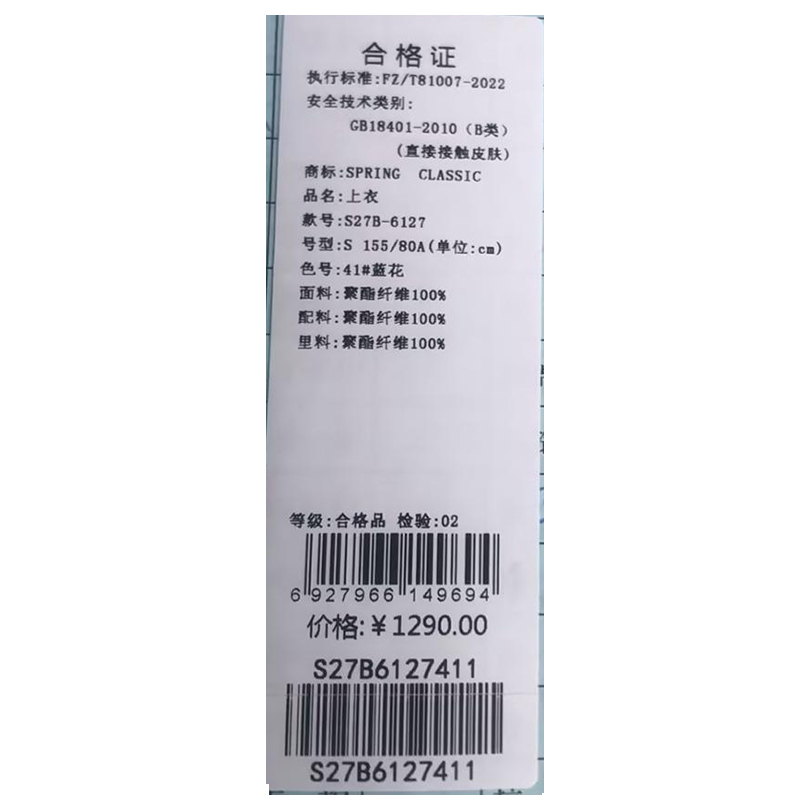 合格证
执行标准:FZ/T81007-2022
安全技术类别:
GB18401-2010（B类）
(直接接触皮肤)
商标:SPRING CLASSIC
品名:上衣
款号:S27B-6127
号型:S 155/80A(单位:cm)
色号:41#蓝花
面料:聚酯纤维100%
配料:聚酯纤维100%
里料:聚酯纤维100%
等级:合格品 检验:02
6 927966 149694
价格:¥1290.00
S27B6127411
S27B6127411